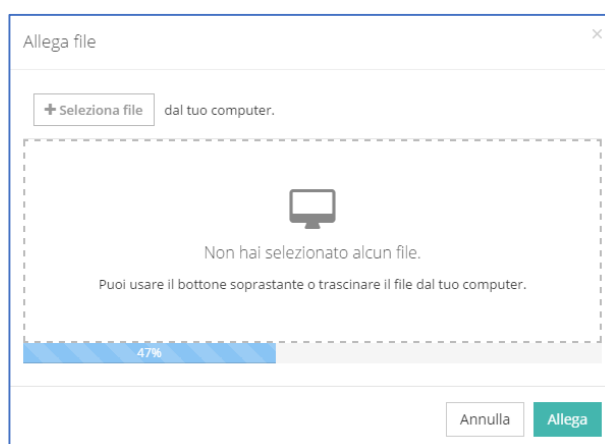 Allega file
×
+ Seleziona file dal tuo computer.
Non hai selezionato alcun file.
Puoi usare il bottone soprastante o trascinare il file dal tuo computer.
47%
Annulla Allega